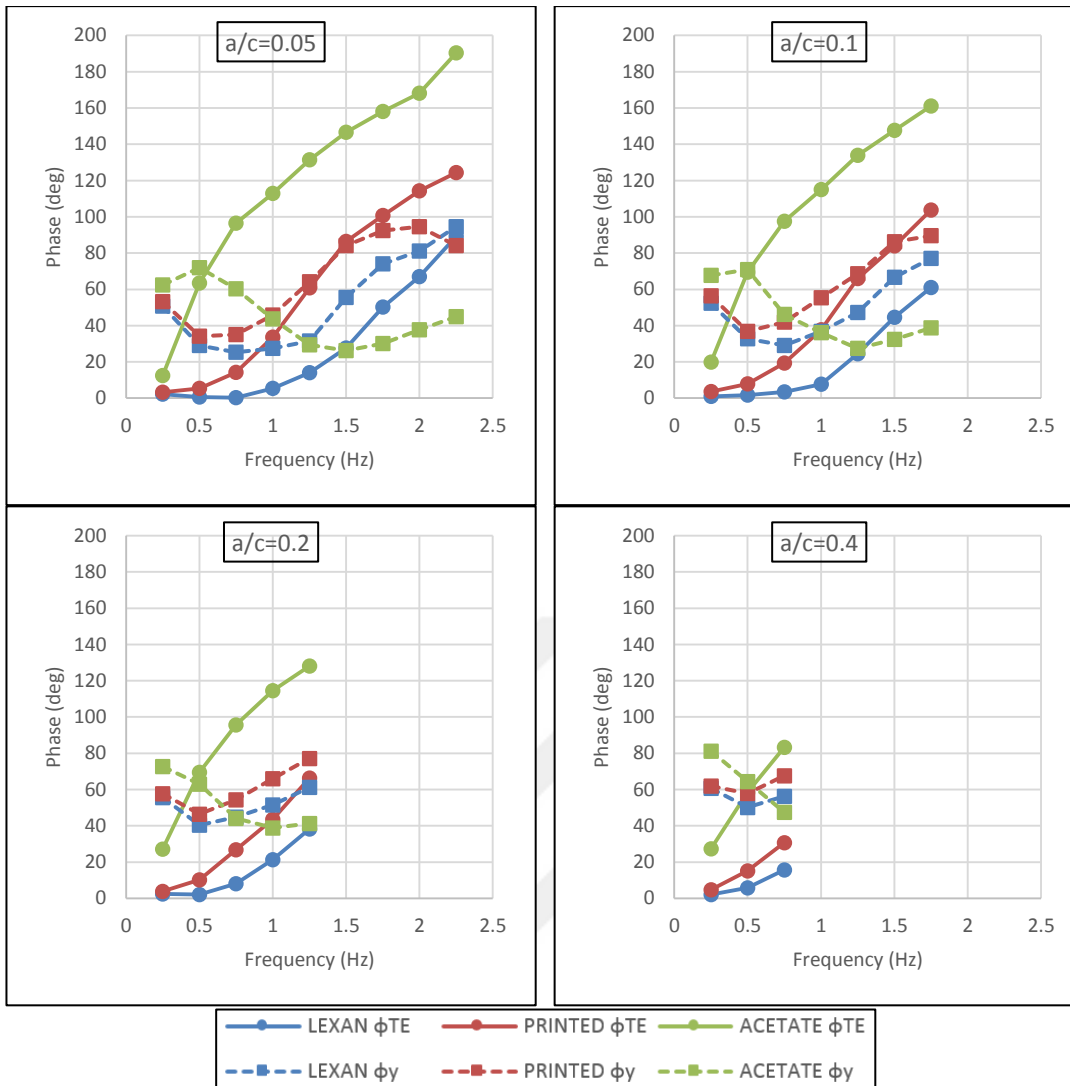 a/c=0.05
200
180
160
140
120
100
80
60
40
20
0
Phase (deg)
0 0.5 1 1.5 2 2.5
Frequency (Hz)
a/c=0.1
200
180
160
140
120
100
80
60
40
20
0
Phase (deg)
0 0.5 1 1.5 2 2.5
Frequency (Hz)
a/c=0.2
200
180
160
140
120
100
80
60
40
20
0
Phase (deg)
0 0.5 1 1.5 2 2.5
Frequency (Hz)
a/c=0.4
200
180
160
140
120
100
80
60
40
20
0
Phase (deg)
0 0.5 1 1.5 2 2.5
Frequency (Hz)
LEXAN ϕTE PRINTED ϕTE ACETATE ϕTE
LEXAN ϕy PRINTED ϕy ACETATE ϕy